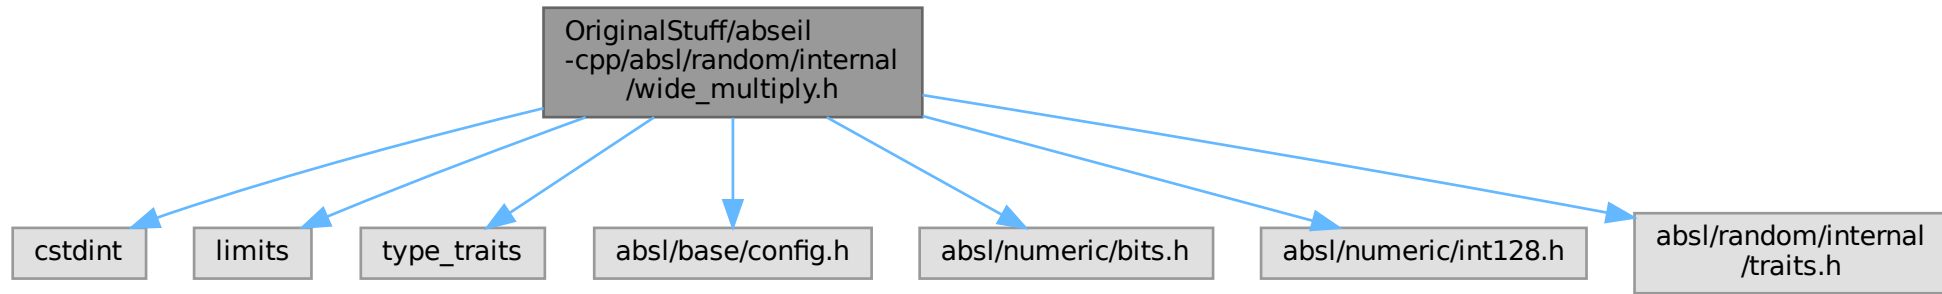 OriginalStuff/abseil
-cpp/absl/random/internal
/wide_multiply.h
cstdint
limits
type_traits
absl/base/config.h
absl/numeric/bits.h
absl/numeric/int128.h
absl/random/internal
/traits.h